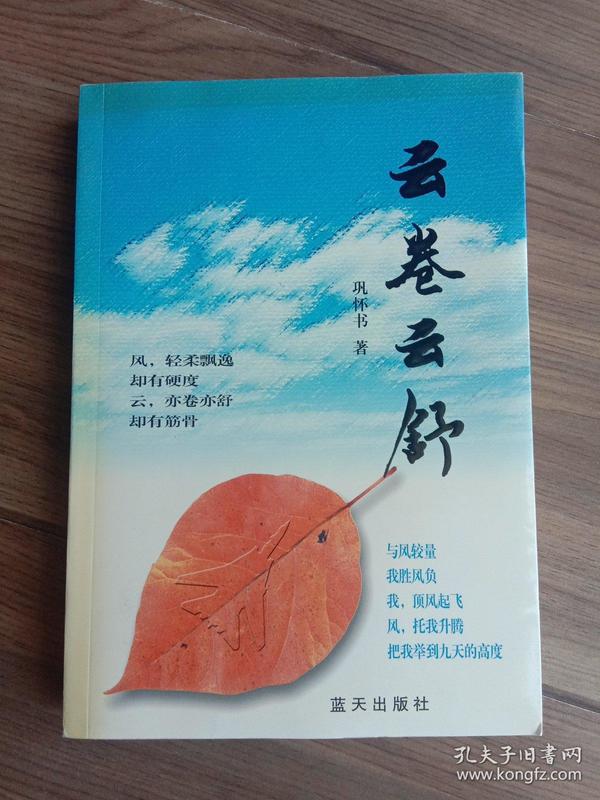 云卷云舒
巩怀书 著
风，轻柔飘逸
却有硬度
云，亦卷亦舒
却有筋骨
与风较量
我胜风负
我，顶风起飞
风，托我升腾
把我举到九天的高度
蓝天出版社
孔夫子旧书网
www.kongfz.com